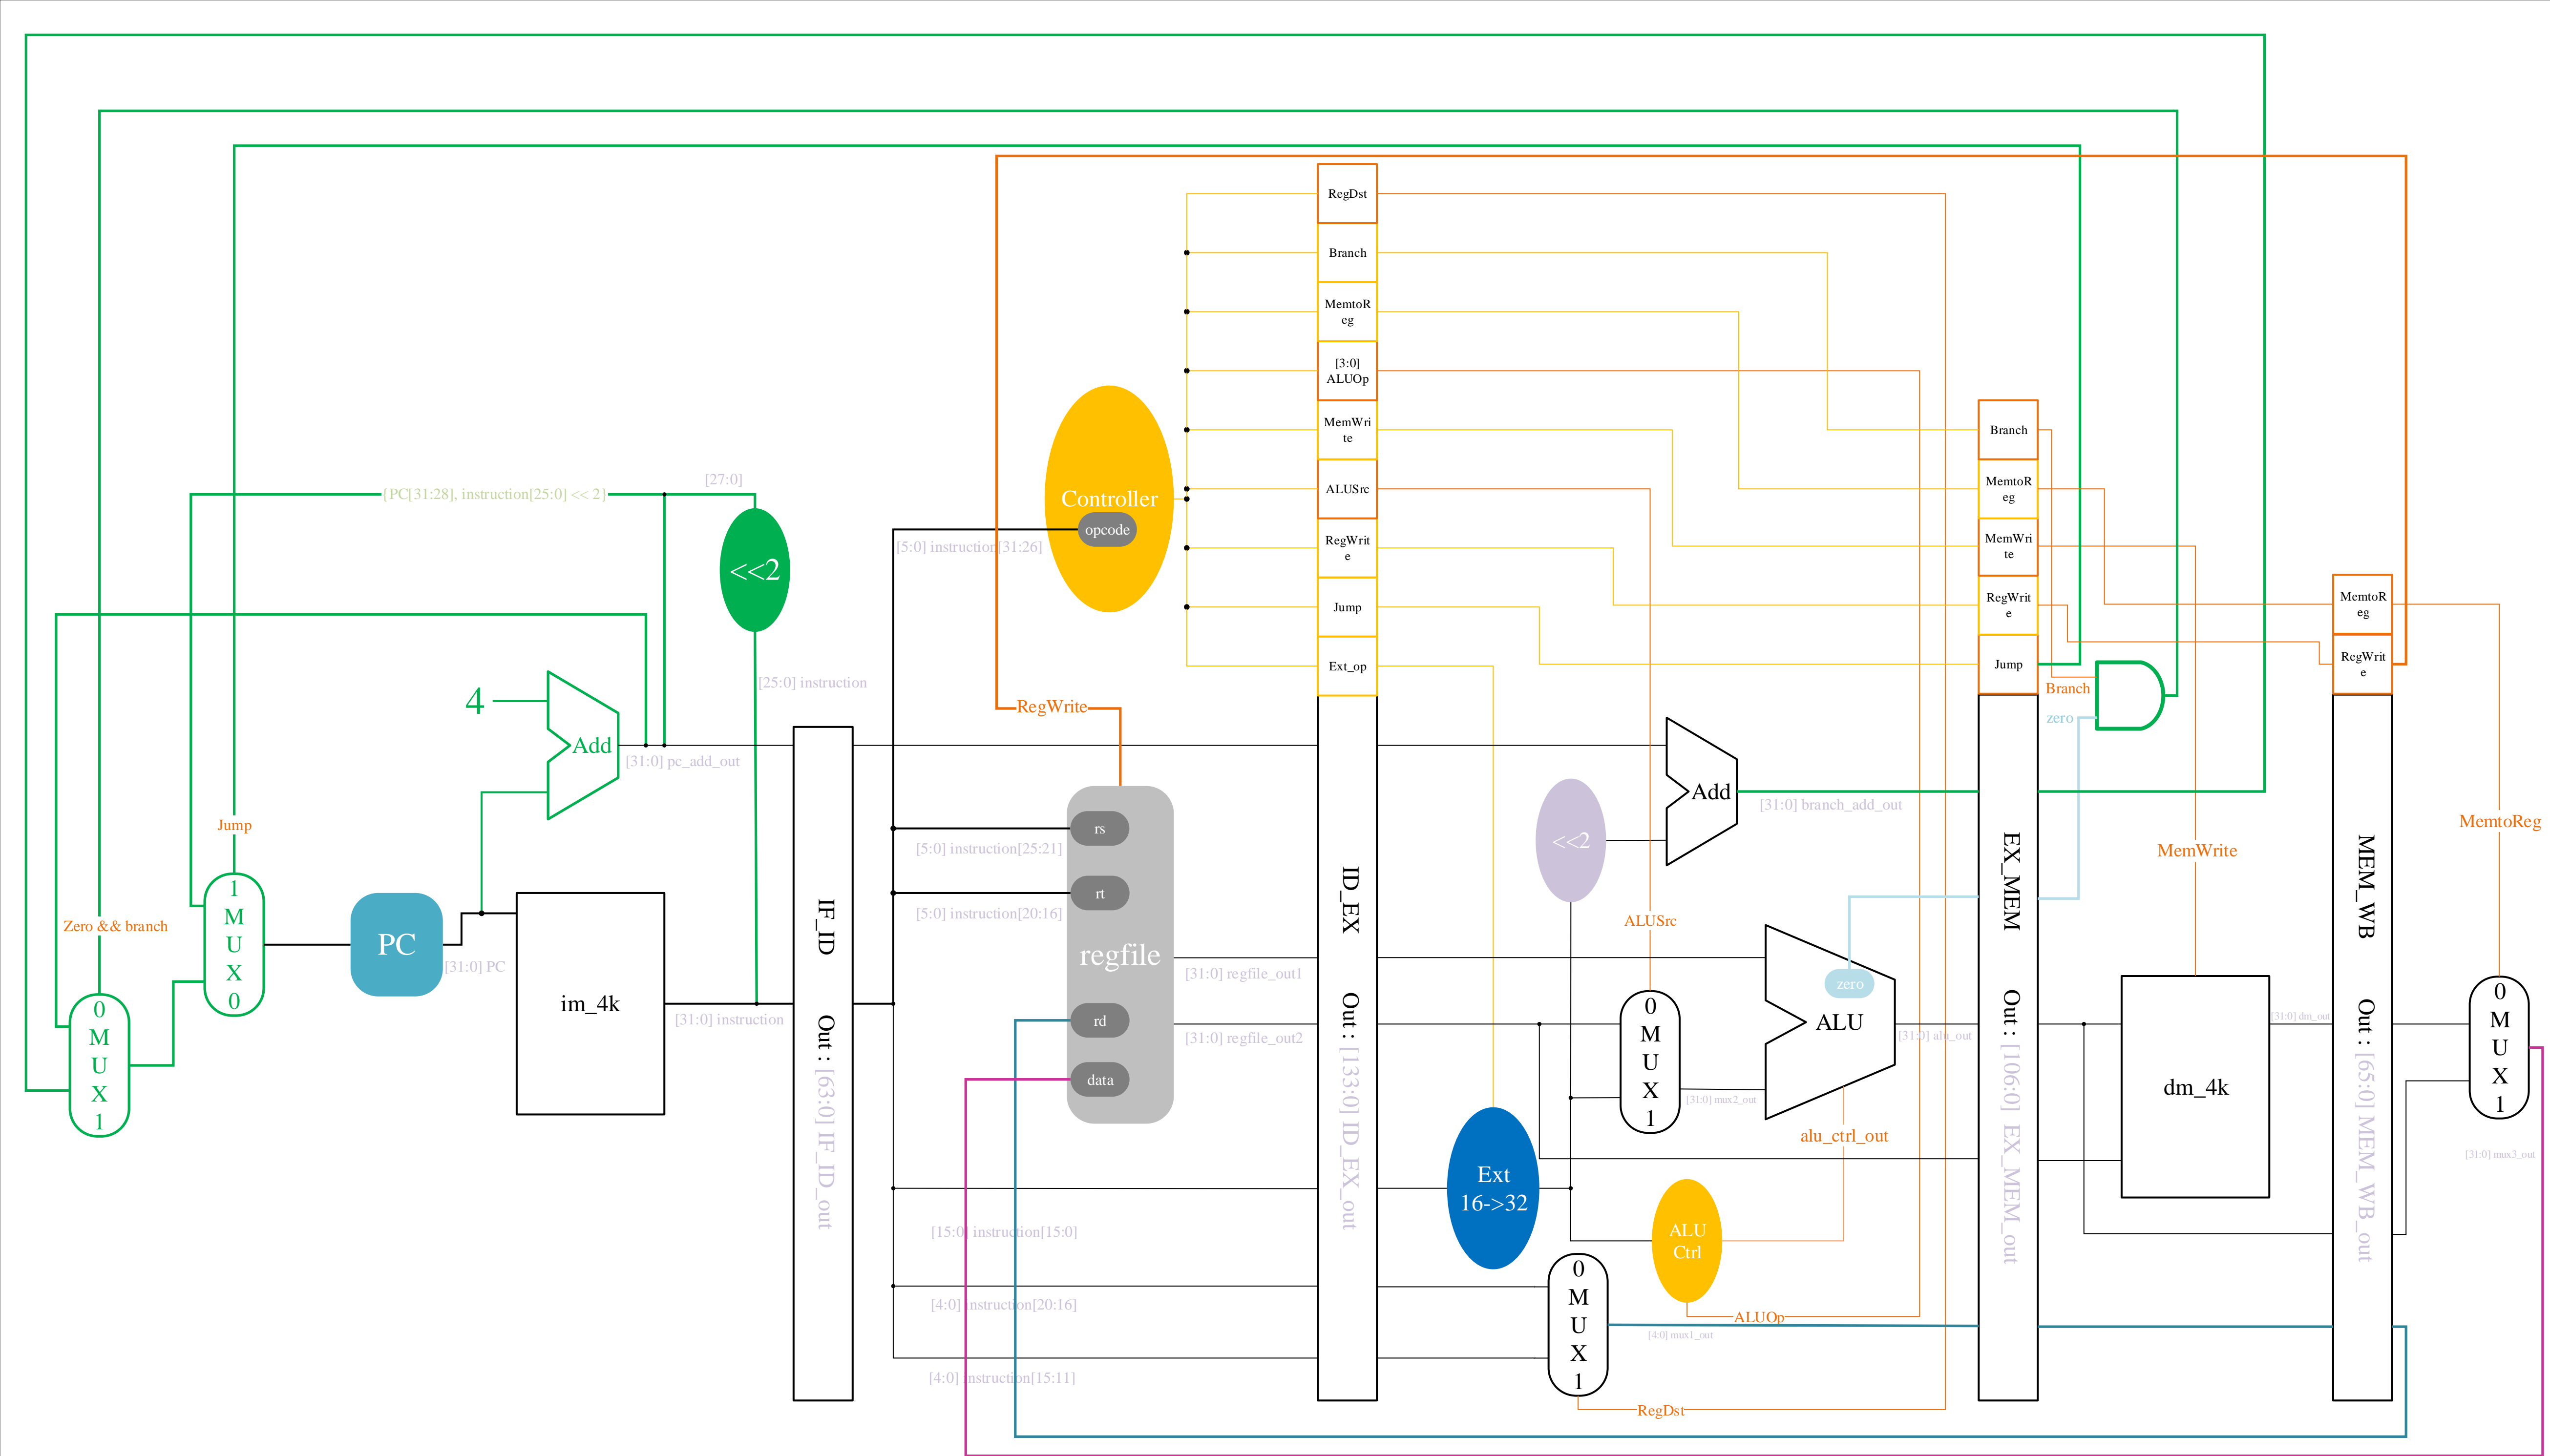 RegDst
Branch
MemtoR
eg
[3:0]
ALUOp
MemWri
te
ALUSrc
RegWrit
e
Jump
Ext_op
Controller
opcode
[5:0] instruction[31:26]
Branch
MemtoR
eg
MemWri
te
RegWrit
e
Jump
MemtoR
eg
RegWrit
e
{PC[31:28], instruction[25:0] << 2}
[27:0]
<<2
[25:0] instruction
4
Add
[31:0] pc_add_out
Jump
Zero && branch
1
M
U
X
0
0
M
U
X
1
PC
[31:0] PC
im_4k
[31:0] instruction
IF_ID Out : [63:0] IF_ID_out
RegWrite
rs
[5:0] instruction[25:21]
rt
[5:0] instruction[20:16]
regfile
rd
data
[31:0] regfile_out1
[31:0] regfile_out2
[15:0] instruction[15:0]
[4:0] instruction[20:16]
[4:0] instruction[15:11]
ID_EX Out : [133:0] ID_EX_out
<<2
Add
[31:0] branch_add_out
ALUSrc
0
M
U
X
1
[31:0] mux2_out
zero
ALU
[31:0] alu_out
alu_ctrl_out
Ext
16->32
ALU
Ctrl
ALUOp
0
M
U
X
1
[4:0] mux1_out
RegDst
EX_MEM Out : [106:0] EX_MEM_out
Branch
zero
MemWrite
dm_4k
[31:0] dm_out
MEM_WB Out : [65:0] MEM_WB_out
MemtoReg
0
M
U
X
1
[31:0] mux3_out